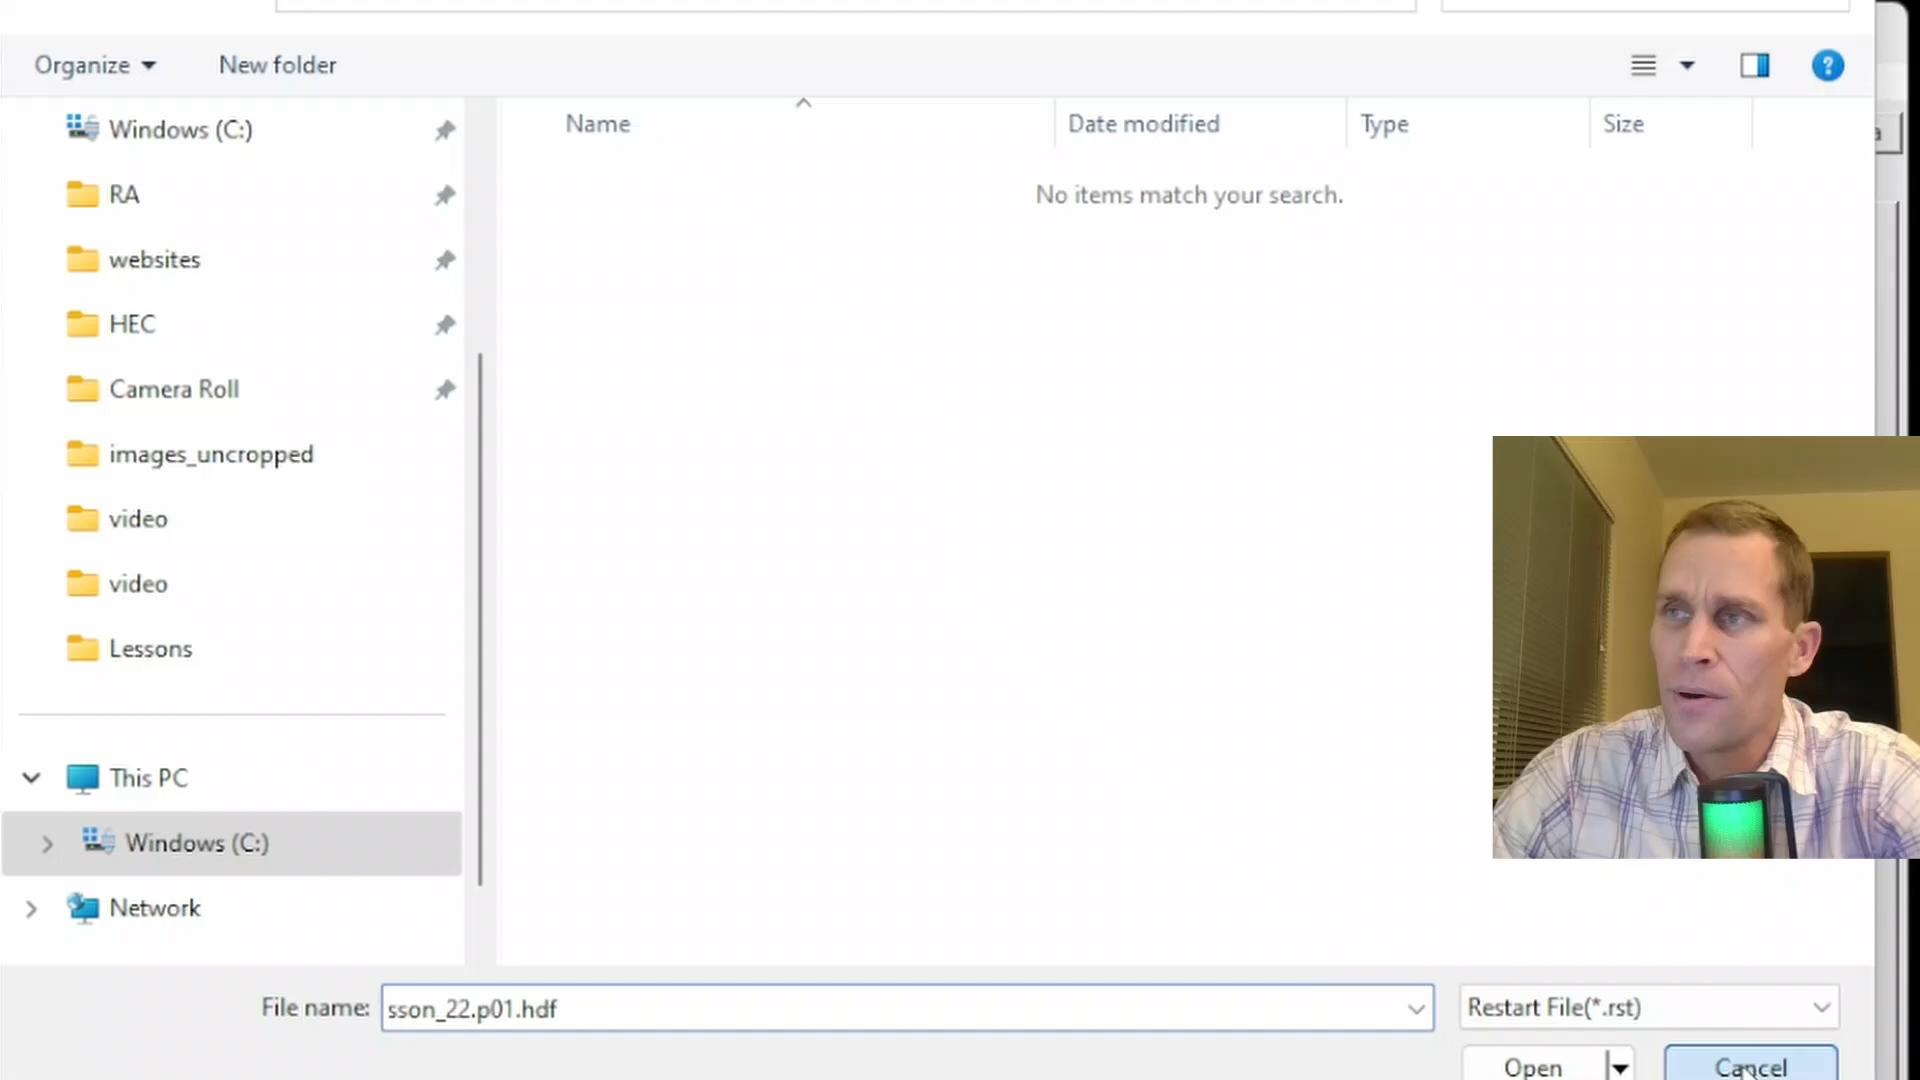 Organize
New folder
Name
Date modified
Type
Size
No items match your search.
Windows (C:)
RA
websites
HEC
Camera Roll
images_uncropped
video
video
Lessons
This PC
Windows (C:)
Network
File name:
sson_22.p01.hdf
Restart File(*.rst)
Open
Cancel